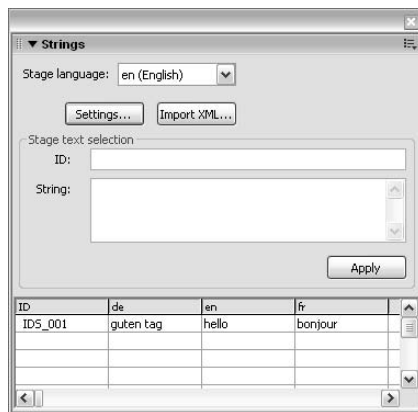 Strings
Stage language: en (English)
Settings... Import XML...
Stage text selection
ID:
String:
Apply
ID de en fr
IDS_001 guten tag hello bonjour